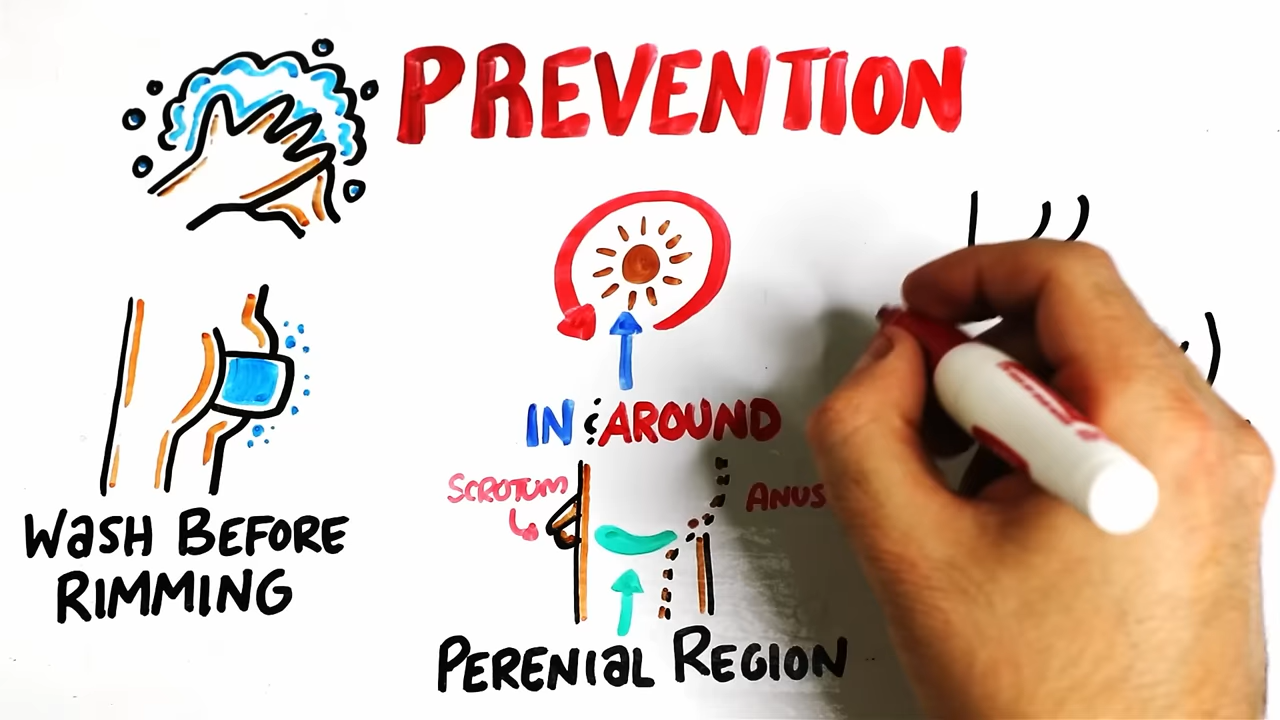 PREVENTION
IN & AROUND
SCROTUM
ANUS
WASH BEFORE
RIMMING
PERENIAL REGION